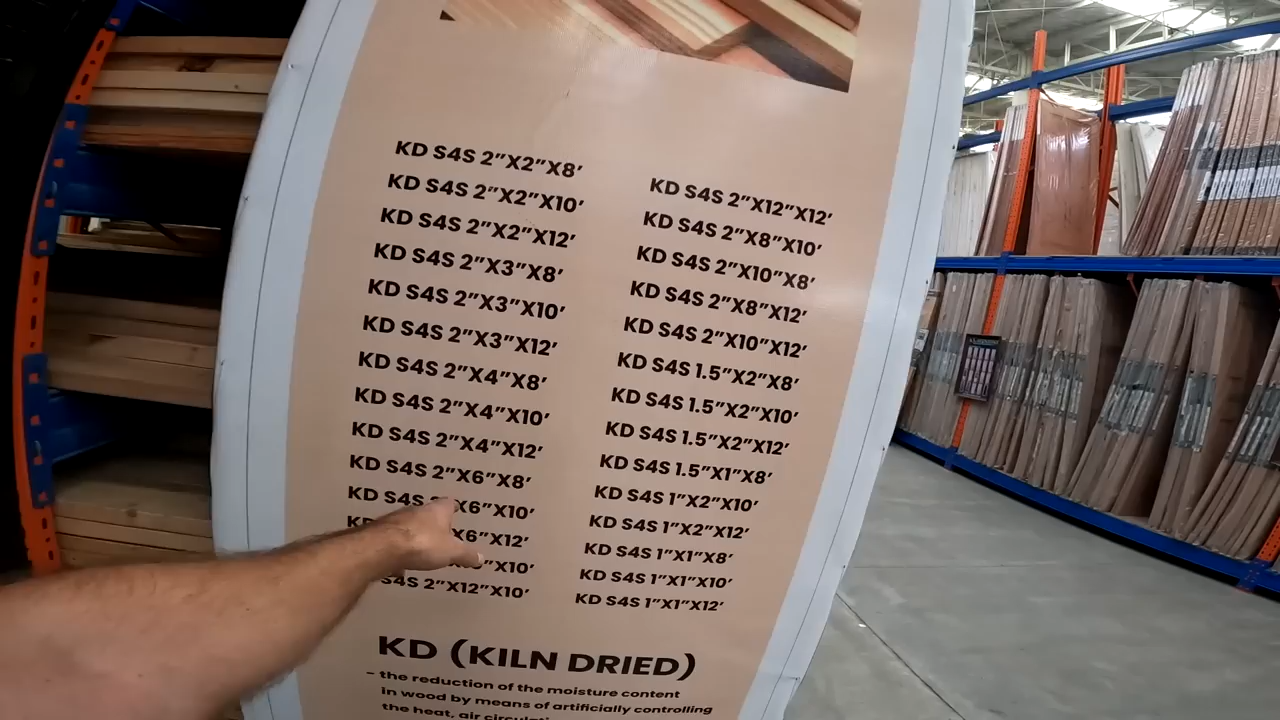 KD S4S 2”X2”X8’
KD S4S 2”X2”X10’
KD S4S 2”X2”X12’
KD S4S 2”X3”X8’
KD S4S 2”X3”X10’
KD S4S 2”X3”X12’
KD S4S 2”X4”X8’
KD S4S 2”X4”X10’
KD S4S 2”X4”X12’
KD S4S 2”X6”X8’
KD S4S X6”X10’
X6”X12’
X10’
S4S 2”X12”X10’
KD S4S 2”X12”X12’
KD S4S 2”X8”X10’
KD S4S 2”X10”X8’
KD S4S 2”X8”X12’
KD S4S 2”X10”X12’
KD S4S 1.5”X2”X8’
KD S4S 1.5”X2”X10’
KD S4S 1.5”X2”X12’
KD S4S 1.5”X1”X8’
KD S4S 1”X2”X10’
KD S4S 1”X2”X12’
KD S4S 1”X1”X8’
KD S4S 1”X1”X10’
KD S4S 1”X1”X12’
KD (KILN DRIED)
- the reduction of the moisture content
in wood by means of artificially controlling
the heat, air